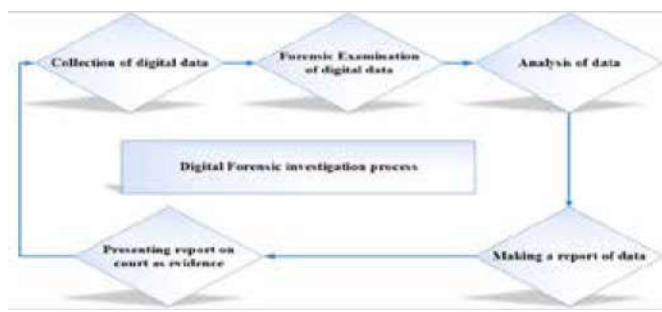 Collection of digital data
Forensic Examination
of digital data
Analysis of data
Digital Forensic investigation process
Presenting report on
court as evidence
Making a report of data